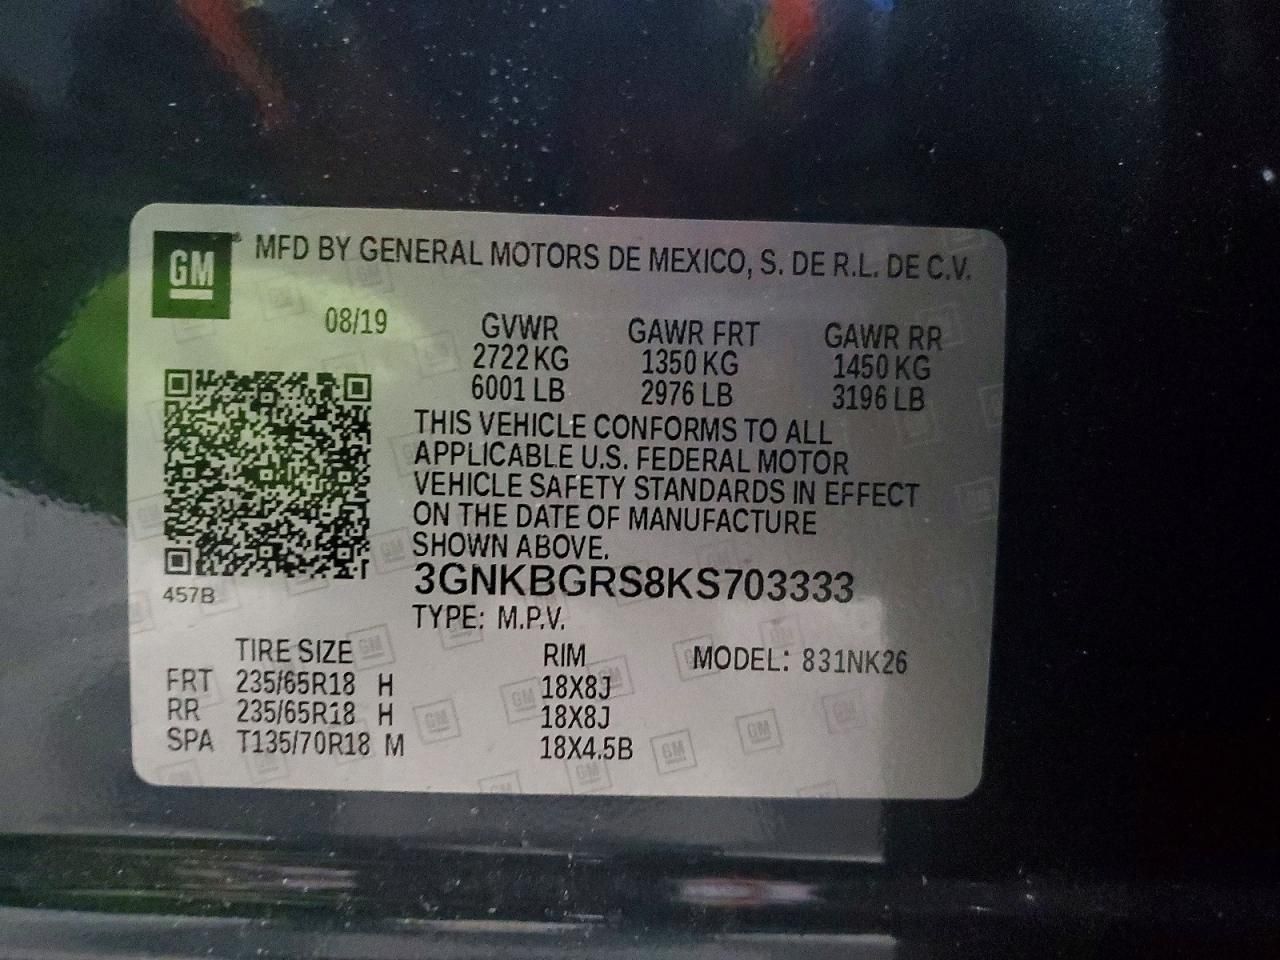 GM
MFD BY GENERAL MOTORS DE MEXICO, S. DE R.L. DE C.V.
08/19
GVWR GAWR FRT GAWR RR
2722 KG 1350 KG 1450 KG
6001 LB 2976 LB 3196 LB
THIS VEHICLE CONFORMS TO ALL
APPLICABLE U.S. FEDERAL MOTOR
VEHICLE SAFETY STANDARDS IN EFFECT
ON THE DATE OF MANUFACTURE
SHOWN ABOVE.
3GNKBGRS8KS703333
457B
TYPE: M.P.V.
TIRE SIZE RIM MODEL: 831NK26
FRT 235/65R18 H 18X8J
RR 235/65R18 H 18X8J
SPA T135/70R18 M 18X4.5B